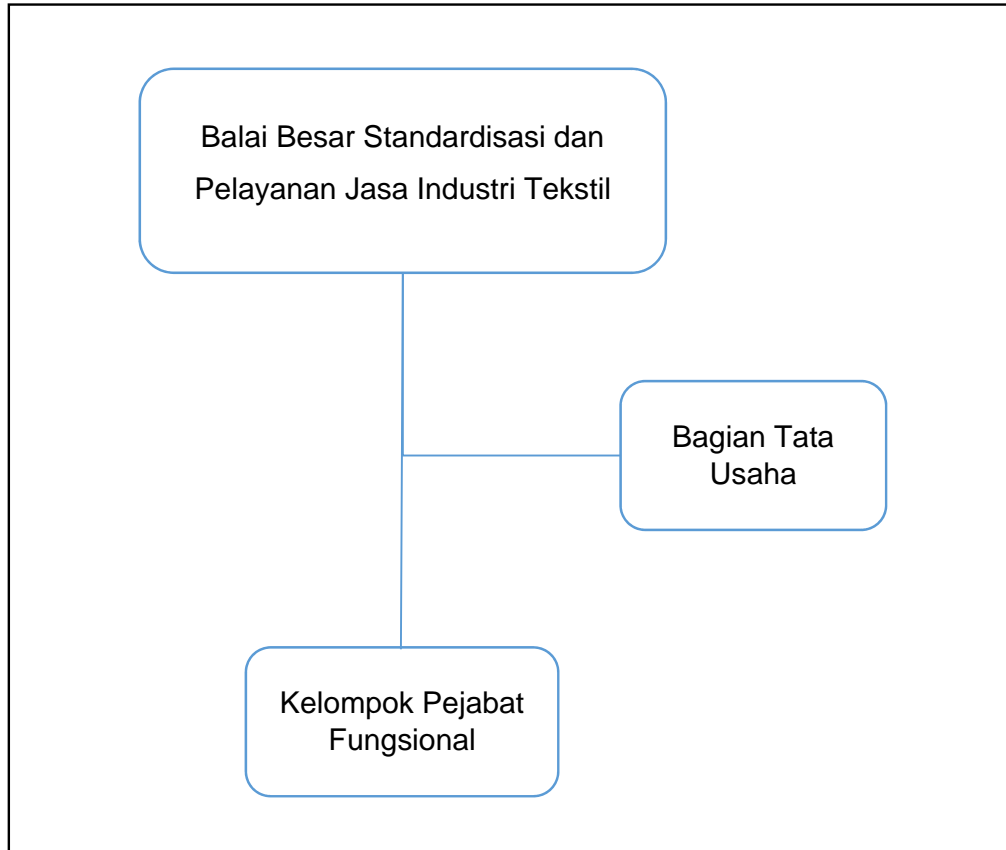 Balai Besar Standardisasi dan
Pelayanan Jasa Industri Tekstil
Bagian Tata
Usaha
Kelompok Pejabat
Fungsional